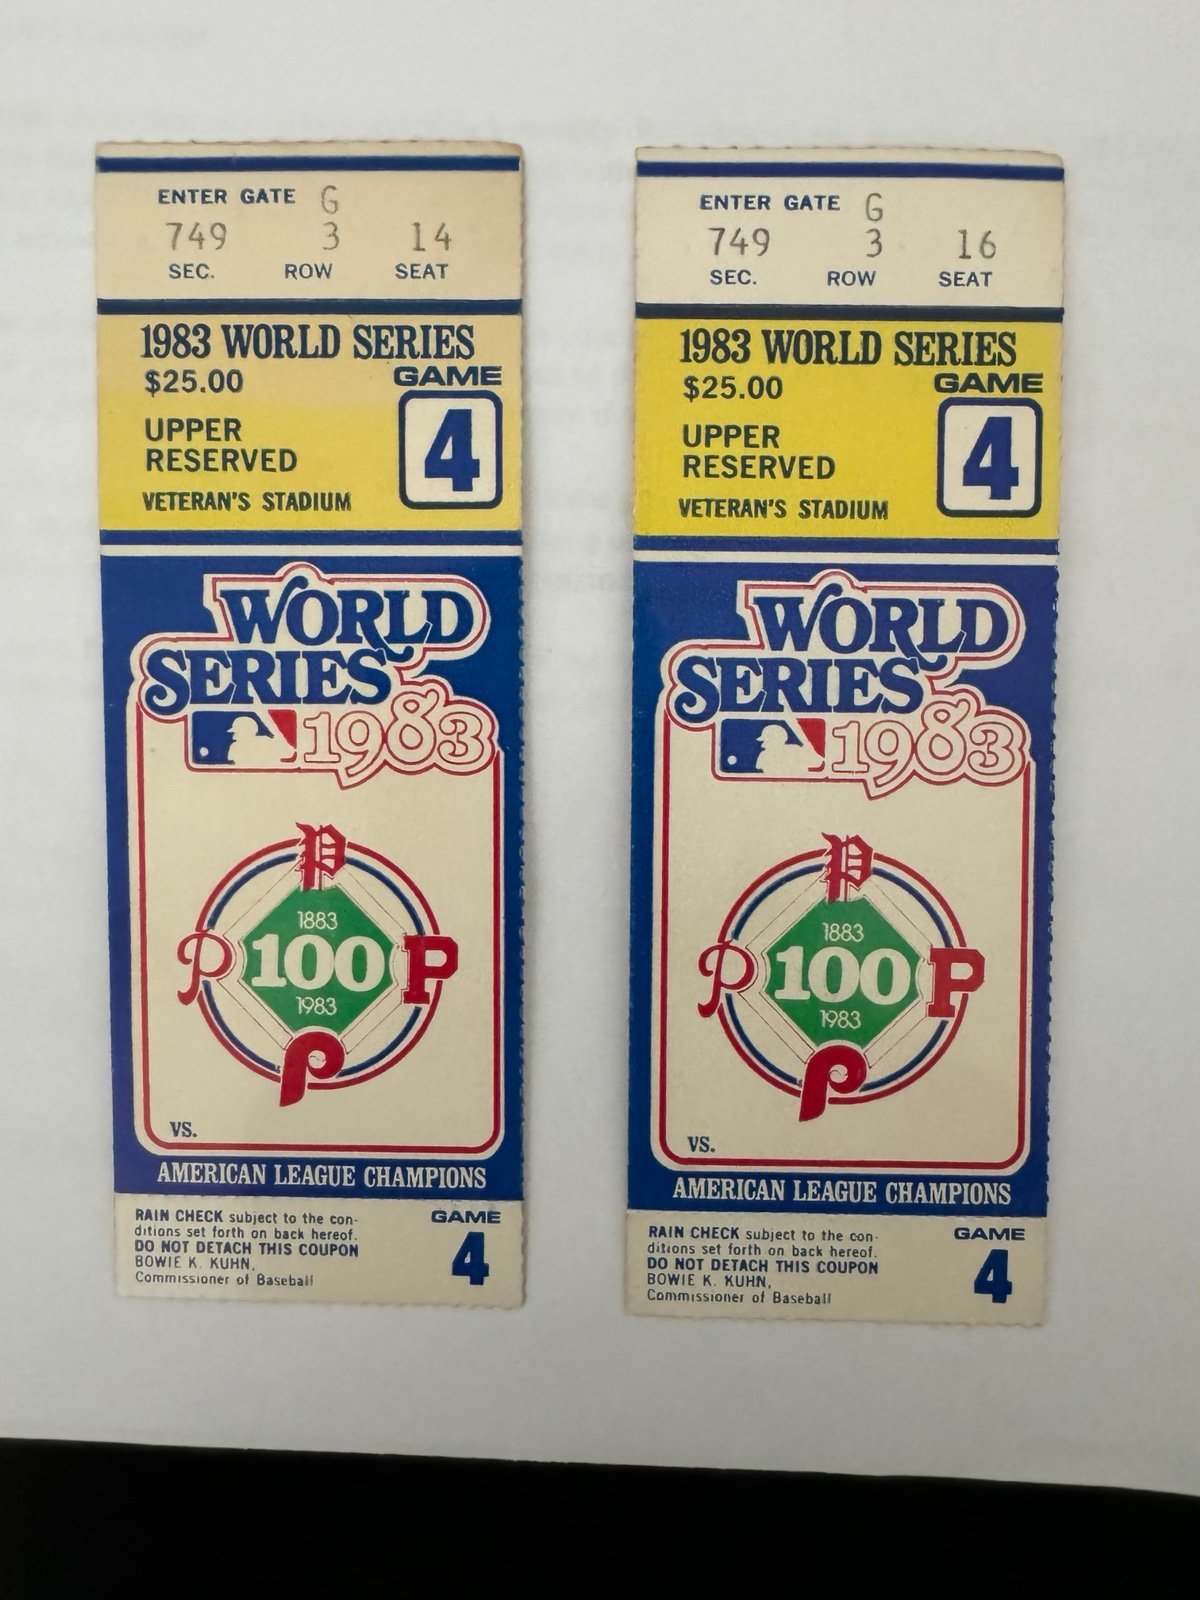 ENTER GATE G
749 3 14
SEC. ROW SEAT
1983 WORLD SERIES
$25.00 GAME
4
UPPER
RESERVED
VETERAN'S STADIUM
WORLD
SERIES
1983
P
1883
P 100 P
1983
P
VS.
AMERICAN LEAGUE CHAMPIONS
RAIN CHECK subject to the con-
ditions set forth on back hereof.
DO NOT DETACH THIS COUPON
BOWIE K. KUHN,
Commissioner of Baseball
GAME
4
ENTER GATE G
749 3 16
SEC. ROW SEAT
1983 WORLD SERIES
$25.00 GAME
4
UPPER
RESERVED
VETERAN'S STADIUM
WORLD
SERIES
1983
P
1883
P 100 P
1983
P
VS.
AMERICAN LEAGUE CHAMPIONS
RAIN CHECK subject to the con-
ditions set forth on back hereof.
DO NOT DETACH THIS COUPON
BOWIE K. KUHN,
Commissioner of Baseball
GAME
4